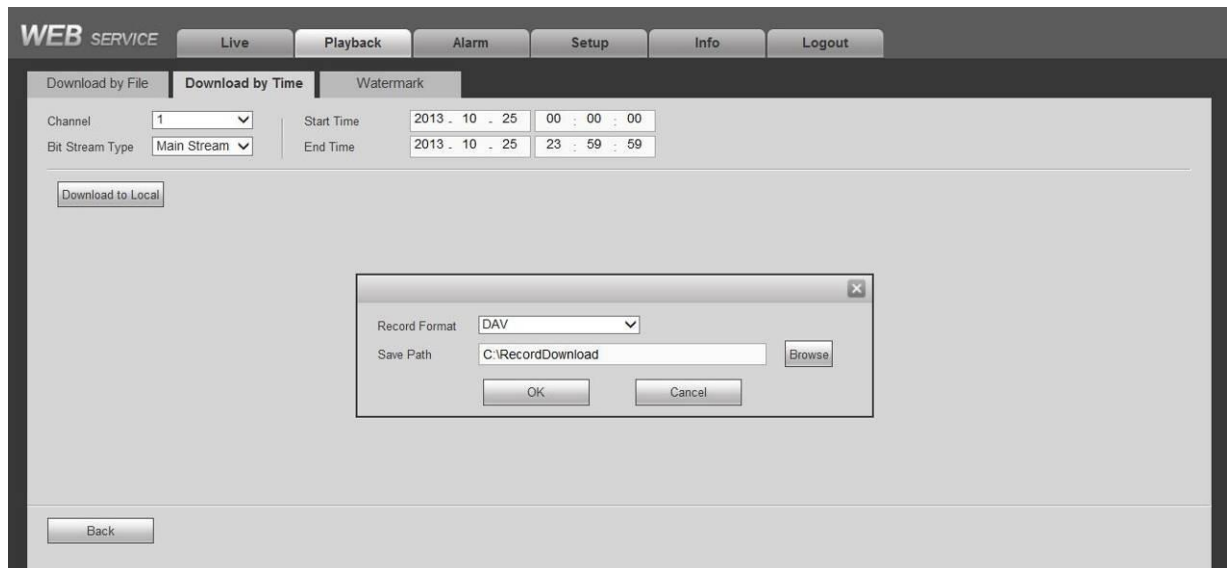 WEB SERVICE Live Playback Alarm Setup Info Logout
Download by File Download by Time Watermark
Channel 1 Start Time 2013 - 10 - 25 00 : 00 : 00
Bit Stream Type Main Stream End Time 2013 - 10 - 25 23 : 59 : 59
Download to Local
Record Format DAV
Save Path C:\RecordDownload Browse
OK Cancel
Back